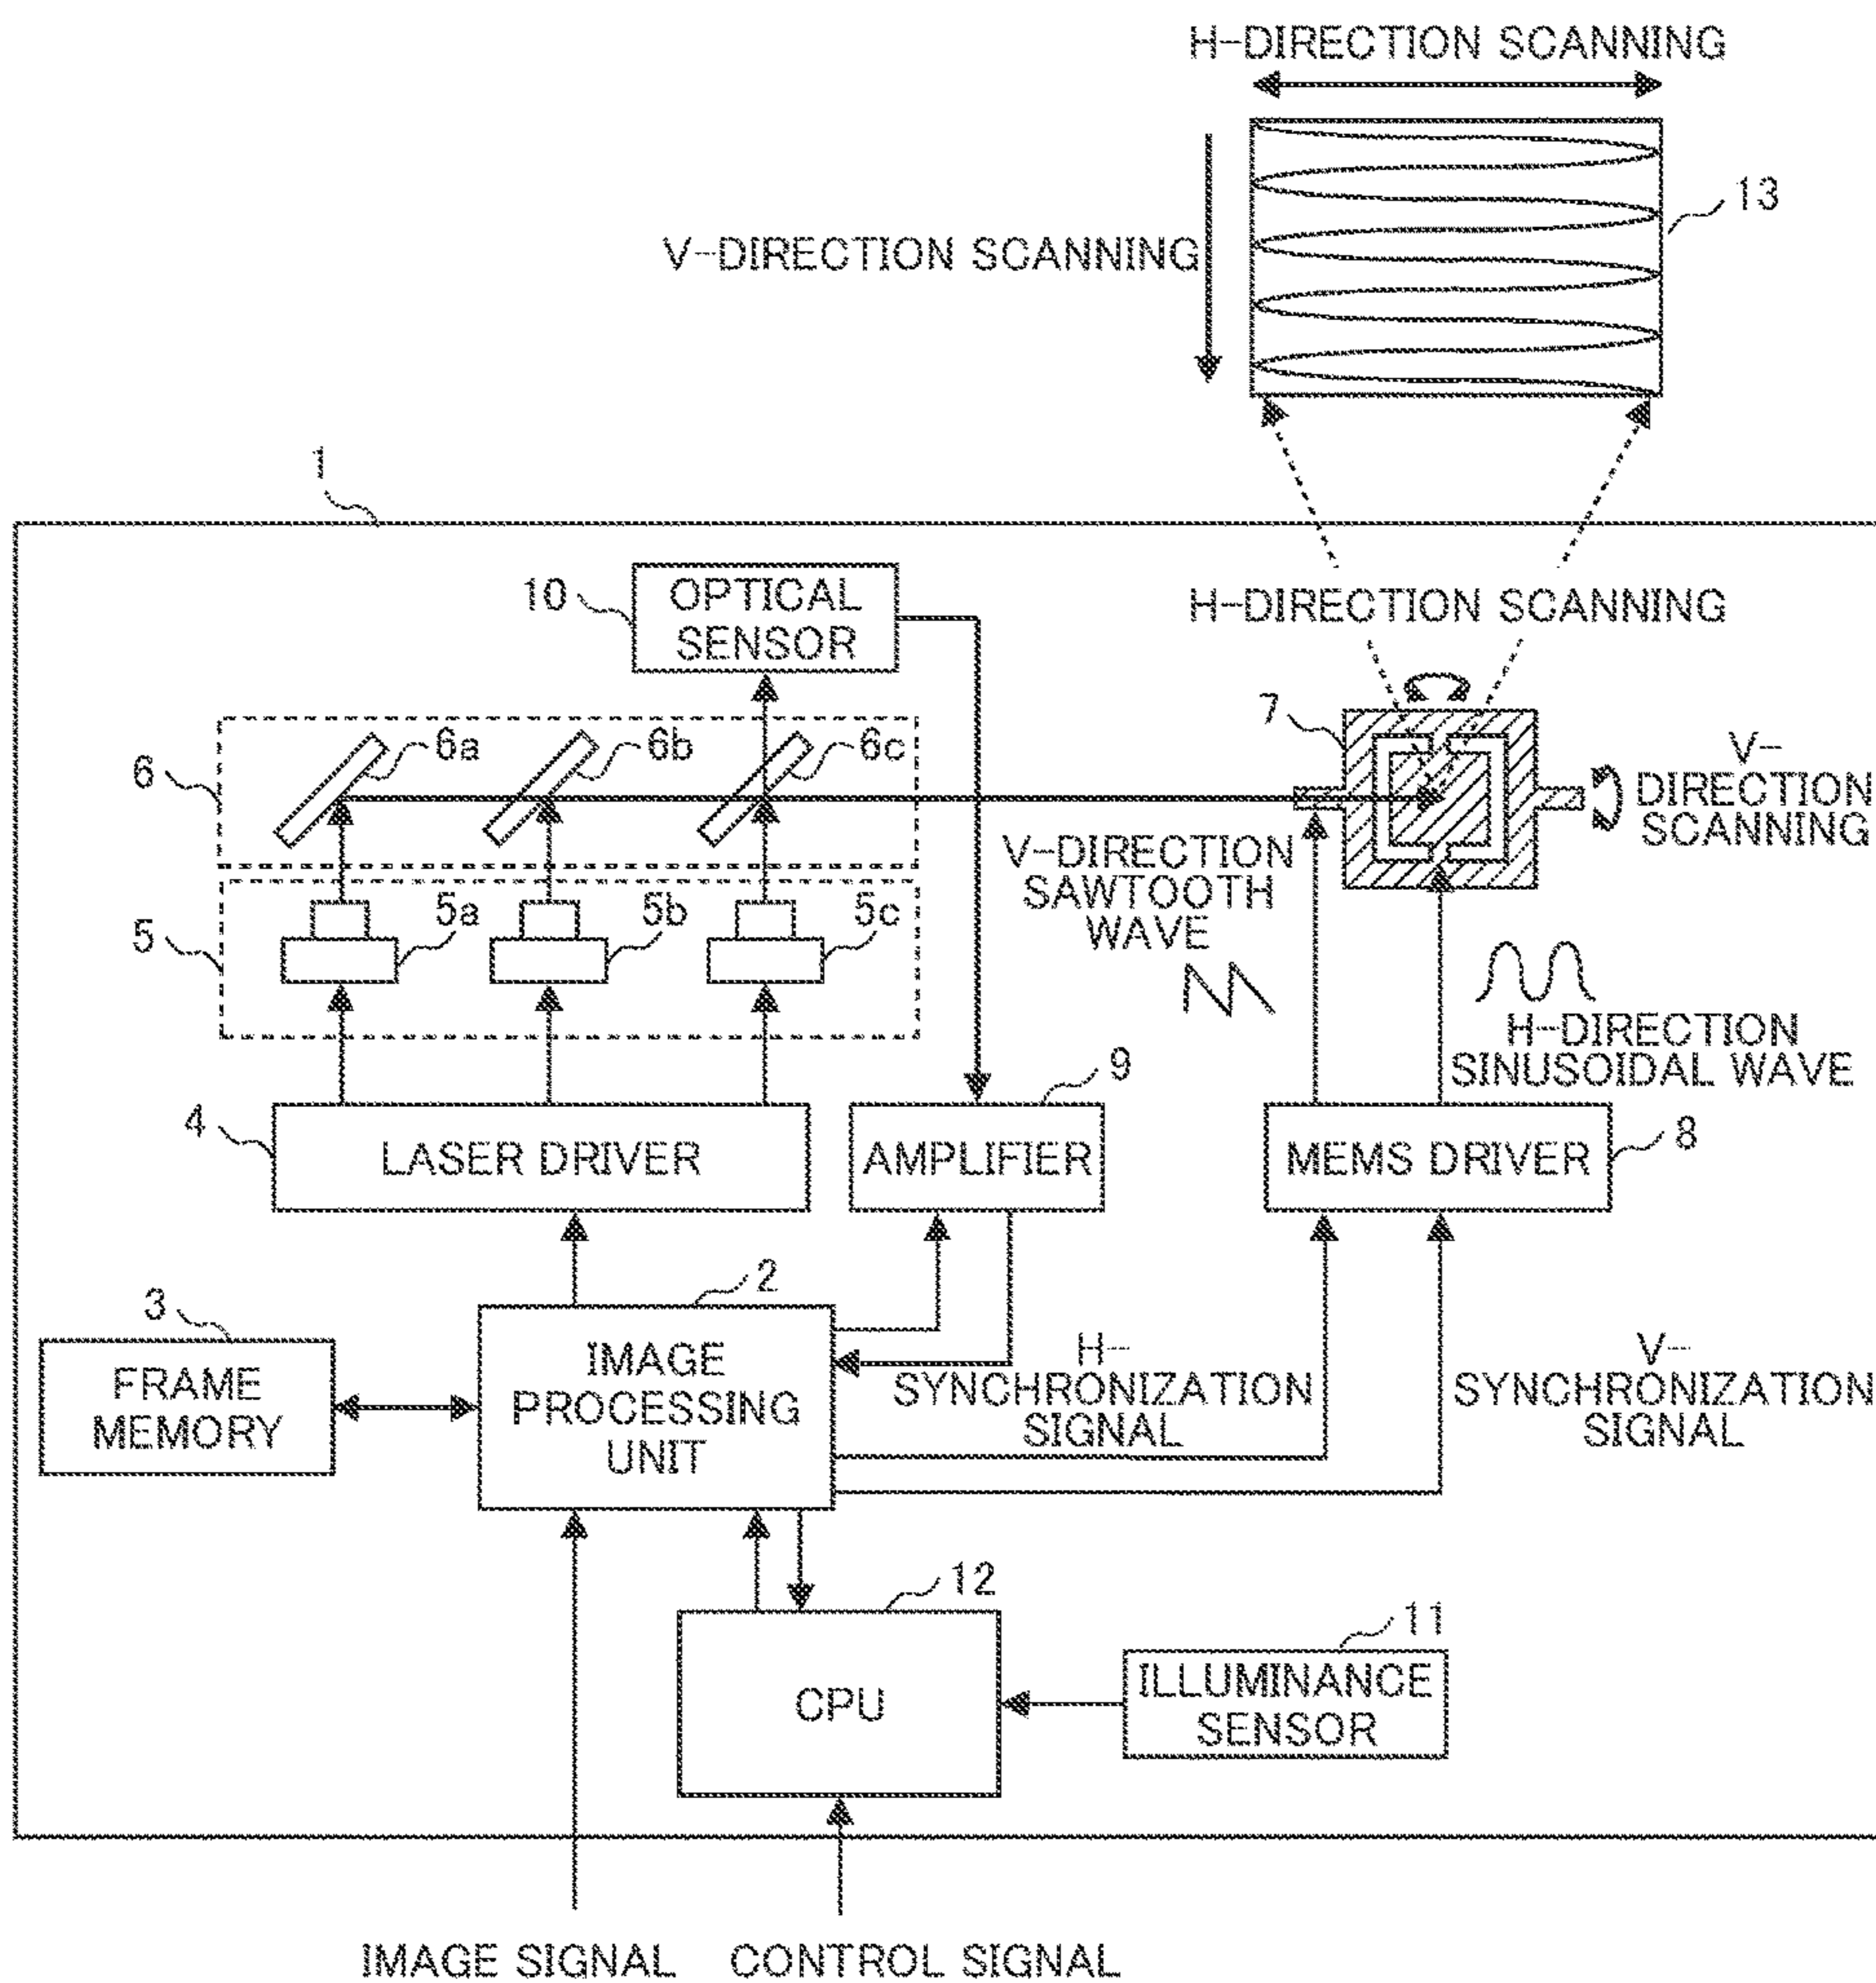 H-DIRECTION SCANNING
V-DIRECTION SCANNING
13
1
10
OPTICAL
SENSOR
H-DIRECTION SCANNING
6
6a
6b
6c
7
V-
DIRECTION
SCANNING
V-DIRECTION
SAWTOOTH
WAVE
5
5a
5b
5c
H-DIRECTION
SINUSOIDAL WAVE
4
LASER DRIVER
9
AMPLIFIER
MEMS DRIVER
8
3
FRAME
MEMORY
2
IMAGE
PROCESSING
UNIT
H-
SYNCHRONIZATION
SIGNAL
V-
SYNCHRONIZATION
SIGNAL
12
CPU
11
ILLUMINANCE
SENSOR
IMAGE SIGNAL
CONTROL SIGNAL